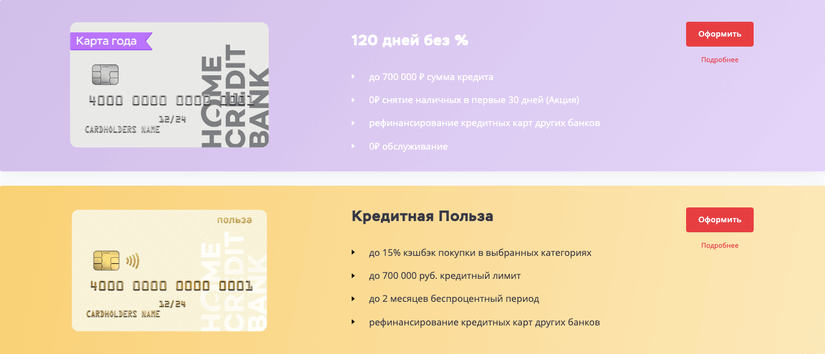 Карта года
4000 0000 0000 0001
12/24
CARDHOLDERS NAME
HOME
CREDIT
BANK
120 дней без %
до 700 000 ₽ сумма кредита
0₽ снятие наличных в первые 30 дней (Акция)
рефинансирование кредитных карт других банков
0₽ обслуживание
Оформить
Подробнее
польза
4000 0000 0000 0001
12/24
CARDHOLDERS NAME
HOME
CREDIT
BANK
Кредитная Польза
до 15% кэшбэк покупки в выбранных категориях
до 700 000 руб. кредитный лимит
до 2 месяцев беспроцентный период
рефинансирование кредитных карт других банков
Оформить
Подробнее